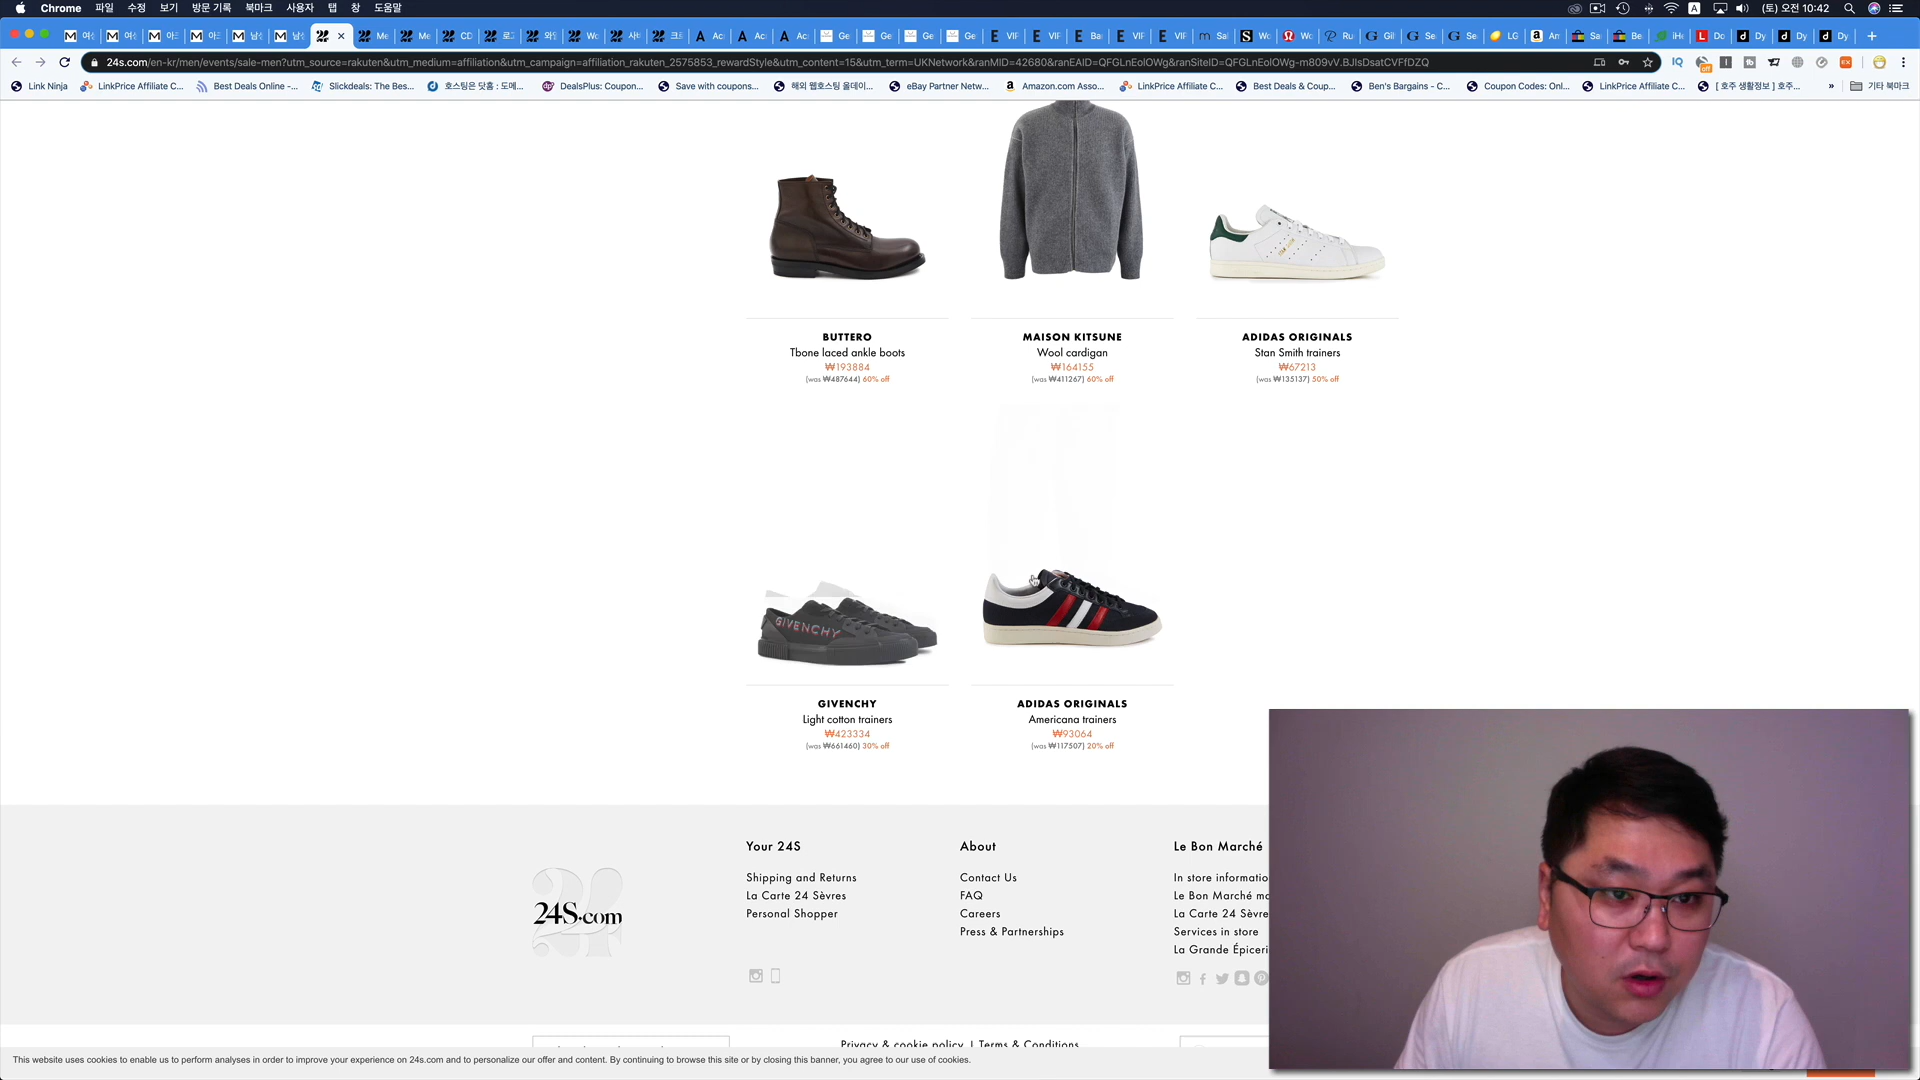 Chrome 파일 수정 보기 방문 기록 북마크 사용자 탭 창 도움말
A (토) 오전 10:42
24s.com/en-kr/men/events/sale-men?utm_source=rakuten&utm_medium=affiliation&utm_campaign=affiliation_rakuten_2575853_rewardStyle&utm_content=15&utm_term=UKNetwork&ranMID=42680&ranEAID=QFGLnEolOWg&ranSiteID=QFGLnEolOWg-m809vV.BJIsDsatCVFfDZQ
Link Ninja LinkPrice Affiliate C... Best Deals Online -... Slickdeals: The Bes... 호스팅은 닷홈 : 도메... DealsPlus: Coupon... Save with coupons... 해외 웹호스팅 올데이... eBay Partner Netw... Amazon.com Asso... LinkPrice Affiliate C... Best Deals & Coup... Ben's Bargains - C... Coupon Codes: Onl... LinkPrice Affiliate C... [ 호주 생활정보 ] 호주... » 기타 북마크
BUTTERO
Tbone laced ankle boots
₩193884
(was ₩487644) 60% off
MAISON KITSUNE
Wool cardigan
₩164155
(was ₩411267) 60% off
ADIDAS ORIGINALS
Stan Smith trainers
₩67213
(was ₩135137) 50% off
GIVENCHY
GIVENCHY
Light cotton trainers
₩423334
(was ₩661460) 30% off
ADIDAS ORIGINALS
Americana trainers
₩93064
(was ₩117507) 20% off
24S.com
Your 24S
Shipping and Returns
La Carte 24 Sèvres
Personal Shopper
About
Contact Us
FAQ
Careers
Press & Partnerships
Le Bon Marché
In store informatio
Le Bon Marché mo
La Carte 24 Sèvre
Services in store
La Grande Épiceri
Privacy & cookie policy | Terms & Conditions
This website uses cookies to enable us to perform analyses in order to improve your experience on 24s.com and to personalize our offer and content. By continuing to browse this site or by closing this banner, you agree to our use of cookies.